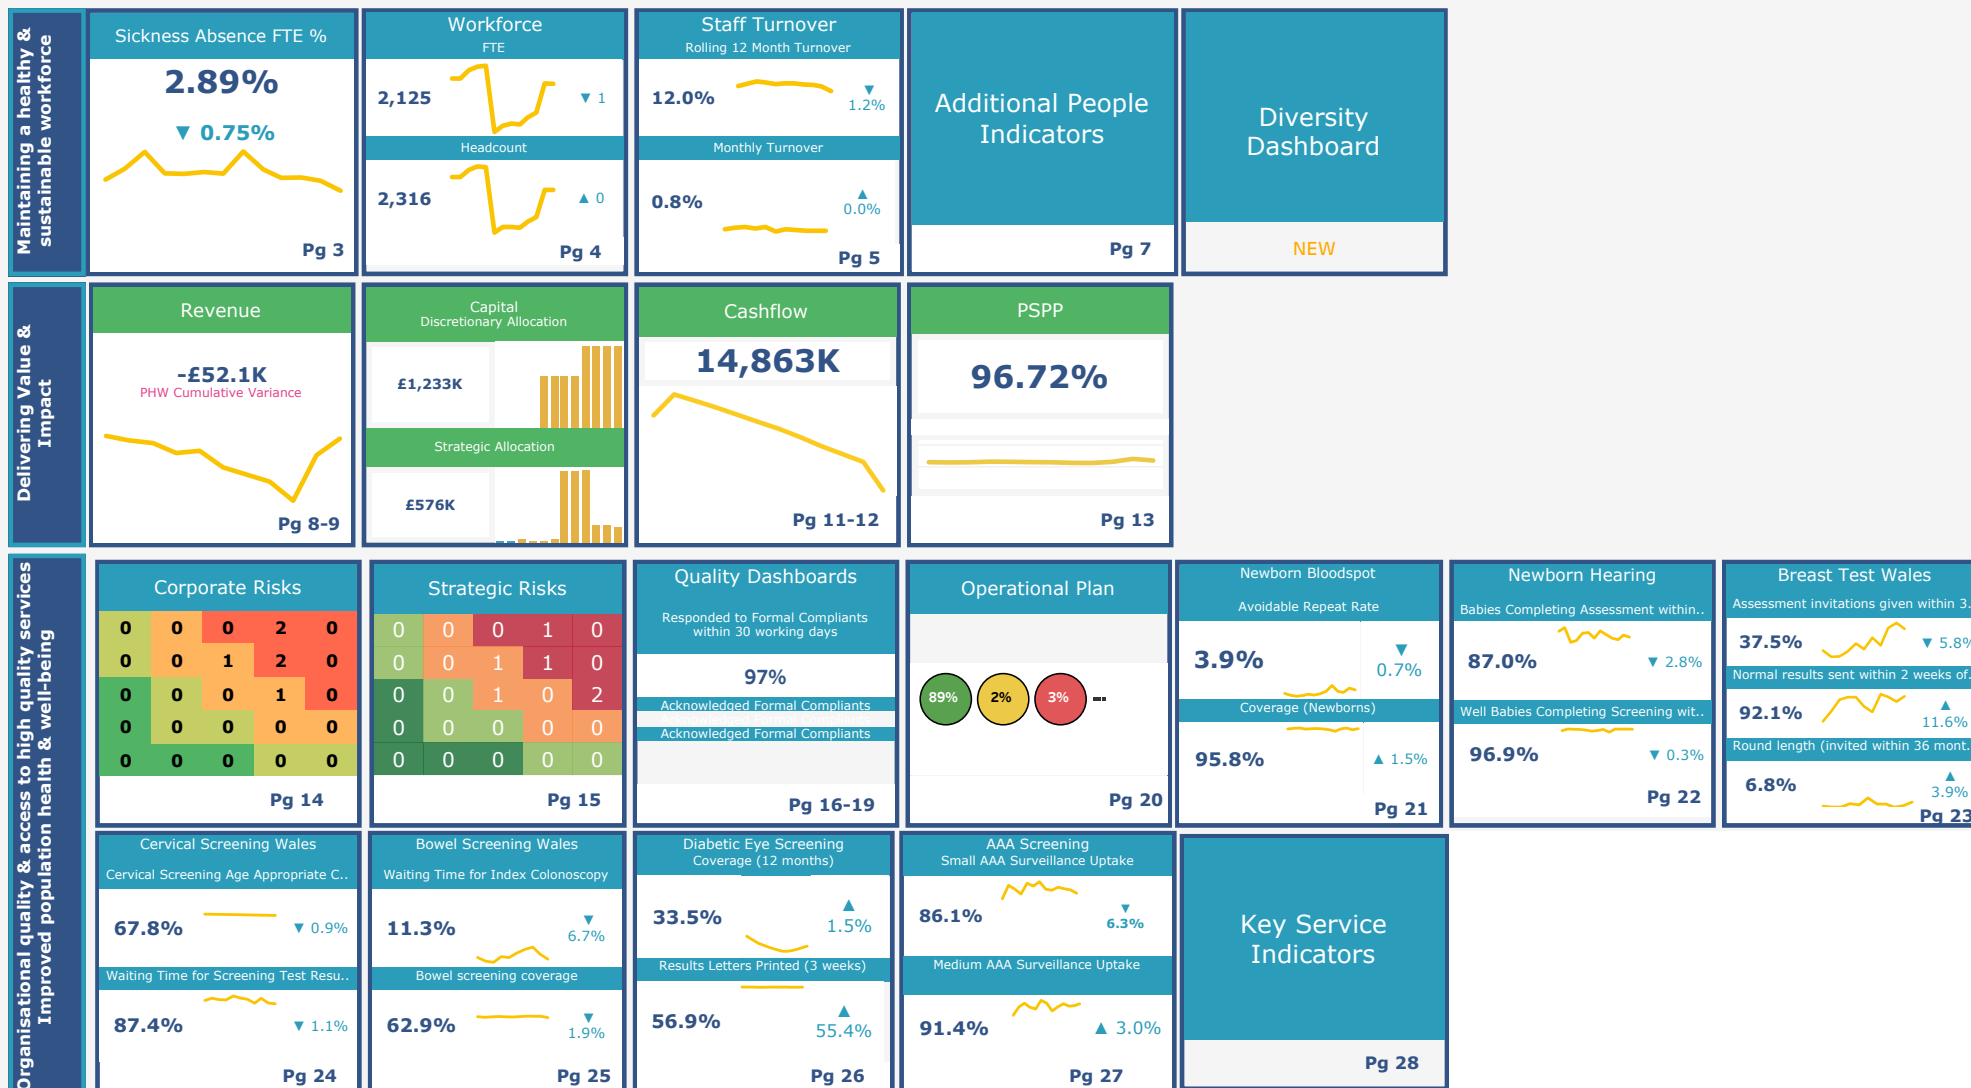 Maintaining a healthy &
sustainable workforce
Sickness Absence FTE %
2.89%
▼ 0.75%
Pg 3
Workforce
FTE
2,125
▼ 1
Headcount
2,316
▲ 0
Pg 4
Staff Turnover
Rolling 12 Month Turnover
12.0%
▼
1.2%
Monthly Turnover
0.8%
▲
0.0%
Pg 5
Additional People
Indicators
Pg 7
Diversity
Dashboard
NEW
Delivering Value &
Impact
Revenue
-£52.1K
PHW Cumulative Variance
Pg 8-9
Capital
Discretionary Allocation
£1,233K
Strategic Allocation
£576K
Cashflow
14,863K
Pg 11-12
PSPP
96.72%
Pg 13
Organisational quality & access to high quality services
Improved population health & well-being
Corporate Risks
0 0 0 2 0
0 0 1 2 0
0 0 0 1 0
0 0 0 0 0
0 0 0 0 0
Pg 14
Strategic Risks
0 0 0 1 0
0 0 1 1 0
0 0 1 0 2
0 0 0 0 0
0 0 0 0 0
Pg 15
Quality Dashboards
Responded to Formal Compliants
within 30 working days
97%
Acknowledged Formal Compliants
Acknowledged Formal Compliants
Acknowledged Formal Compliants
Pg 16-19
Operational Plan
89% 2% 3%
Pg 20
Newborn Bloodspot
Avoidable Repeat Rate
3.9%
▼
0.7%
Coverage (Newborns)
95.8%
▲ 1.5%
Pg 21
Newborn Hearing
Babies Completing Assessment within..
87.0%
▼ 2.8%
Well Babies Completing Screening wit..
96.9%
▼ 0.3%
Pg 22
Breast Test Wales
Assessment invitations given within 3.
37.5%
▼ 5.8%
Normal results sent within 2 weeks of.
92.1%
▲
11.6%
Round length (invited within 36 mont.
6.8%
▲
3.9%
Pg 23
Cervical Screening Wales
Cervical Screening Age Appropriate C..
67.8%
▼ 0.9%
Waiting Time for Screening Test Resu..
87.4%
▼ 1.1%
Pg 24
Bowel Screening Wales
Waiting Time for Index Colonoscopy
11.3%
▼
6.7%
Bowel screening coverage
62.9%
▼
1.9%
Pg 25
Diabetic Eye Screening
Coverage (12 months)
33.5%
▲
1.5%
Results Letters Printed (3 weeks)
56.9%
▲
55.4%
Pg 26
AAA Screening
Small AAA Surveillance Uptake
86.1%
▼
6.3%
Medium AAA Surveillance Uptake
91.4%
▲ 3.0%
Pg 27
Key Service
Indicators
Pg 28